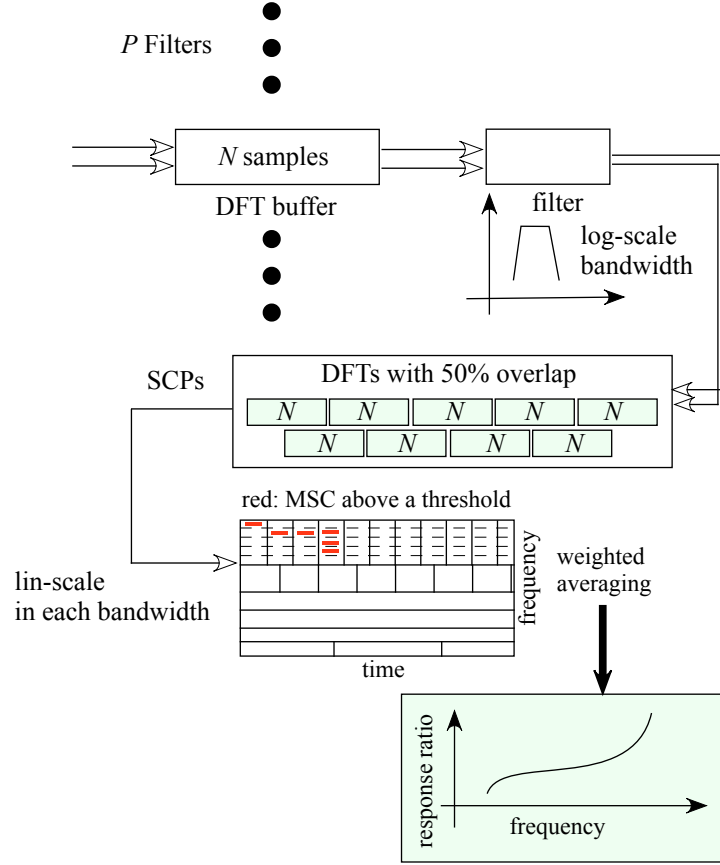 P Filters
N samples
DFT buffer
filter
log-scale
bandwidth
SCPs
DFTs with 50% overlap
N N N N N
N N N N
red: MSC above a threshold
frequency
time
lin-scale
in each bandwidth
weighted
averaging
response ratio
frequency